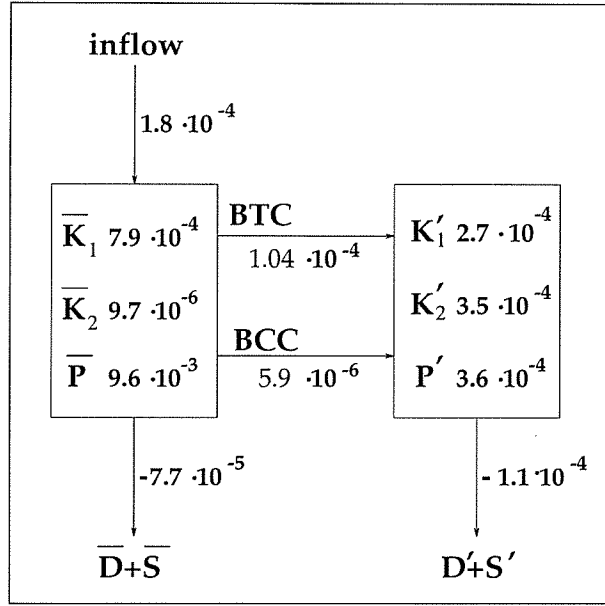 inflow
1.8 ·10⁻⁴
K̅₁ 7.9 ·10⁻⁴
BTC
1.04 ·10⁻⁴
K′₁ 2.7 · 10⁻⁴
K̅₂ 9.7 ·10⁻⁶
K′₂ 3.5 ·10⁻⁴
BCC
5.9 ·10⁻⁶
P̅ 9.6 ·10⁻³
P′ 3.6 ·10⁻⁴
-7.7 ·10⁻⁵
- 1.1·10⁻⁴
D̅+S̅
D′+S′